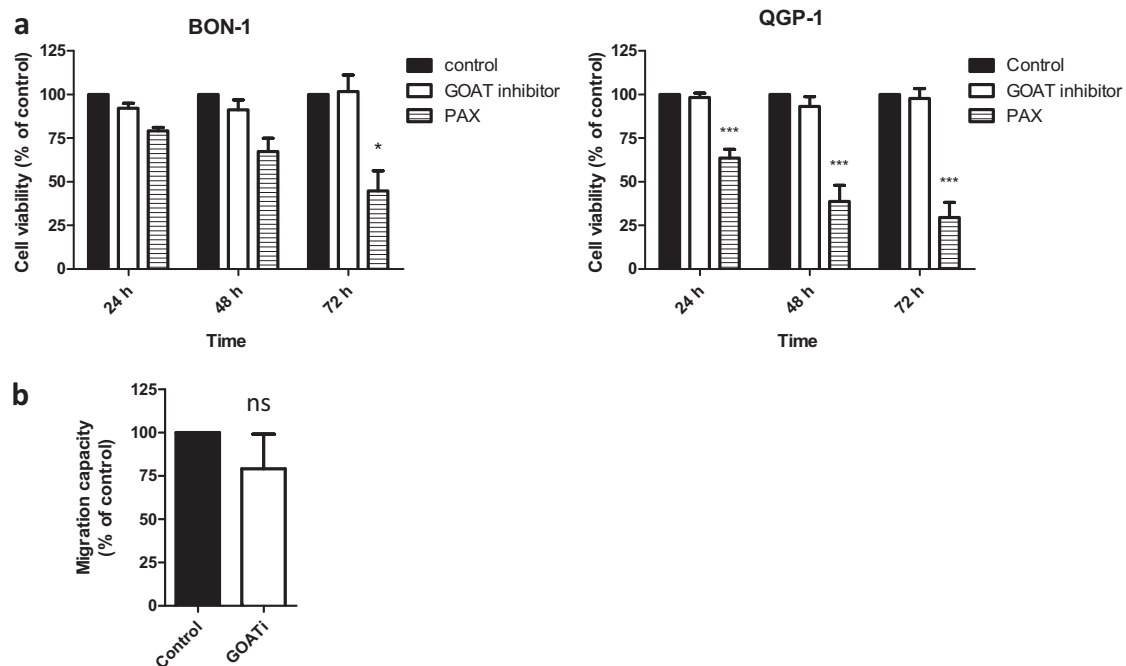 a
BON-1
Cell viability (% of control)
125
100
75
50
25
0
control
GOAT inhibitor
PAX
*
24 h
48 h
72 h
Time
QGP-1
Cell viability (% of control)
125
100
75
50
25
0
Control
GOAT inhibitor
PAX
***
***
***
24 h
48 h
72 h
Time
b
Migration capacity
(% of control)
125
100
75
50
25
0
ns
Control
GOATi